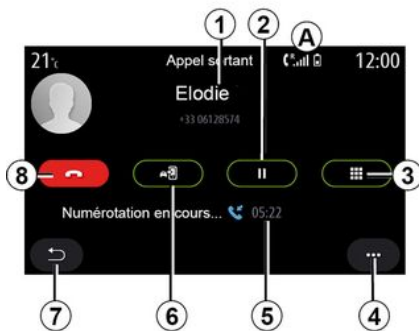 1
2
A
21°c
Appel sortant
12:00
Elodie
+33 06128574
8
3
Numérotation en cours...
05:22
7
6
5
4